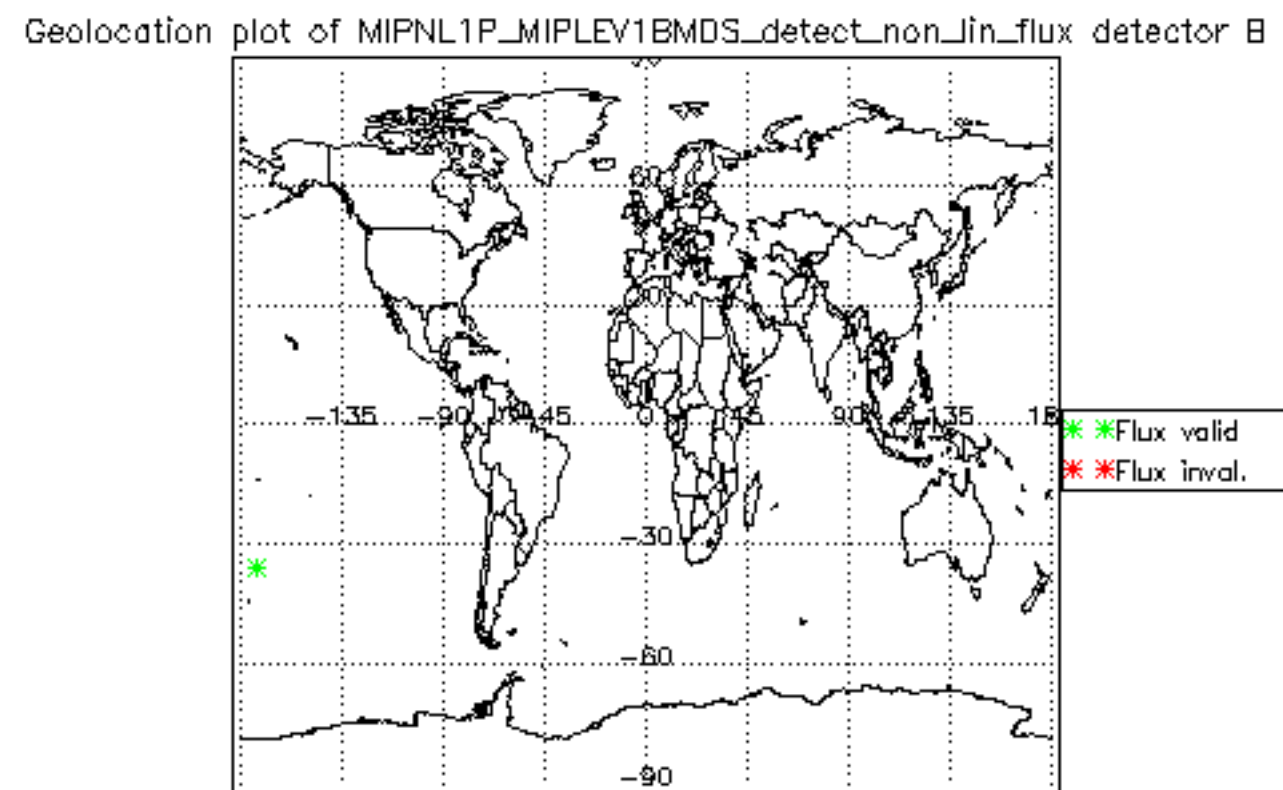 Geolocation plot of MIPNL1P_MIPLEV1BMDS_detect_non_lin_flux detector B
60
-135 -90 45 0 45 90 135
Flux valid
Flux inval.
-30
-60
-90